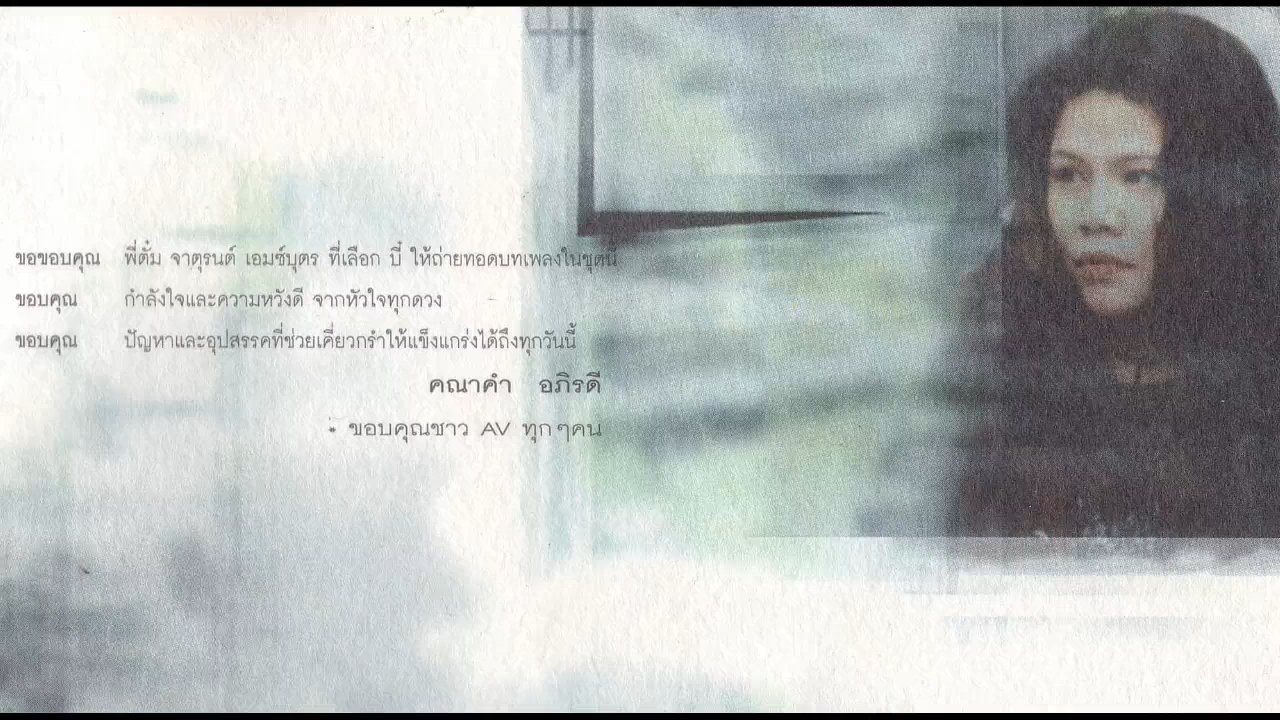 ขอขอบคุณ พี่ตั้ม จาตุรนต์ เอมซ์บุตร ที่เลือก บี๋ ให้ถ่ายทอดบทเพลงในชุดนี้
ขอบคุณ กำลังใจและความหวังดี จากหัวใจทุกดวง
ขอบคุณ ปัญหาและอุปสรรคที่ช่วยเคี่ยวกรำให้แข็งแกร่งได้ถึงทุกวันนี้
คณาคำ อภิรดี
* ขอบคุณชาว AV ทุกๆคน